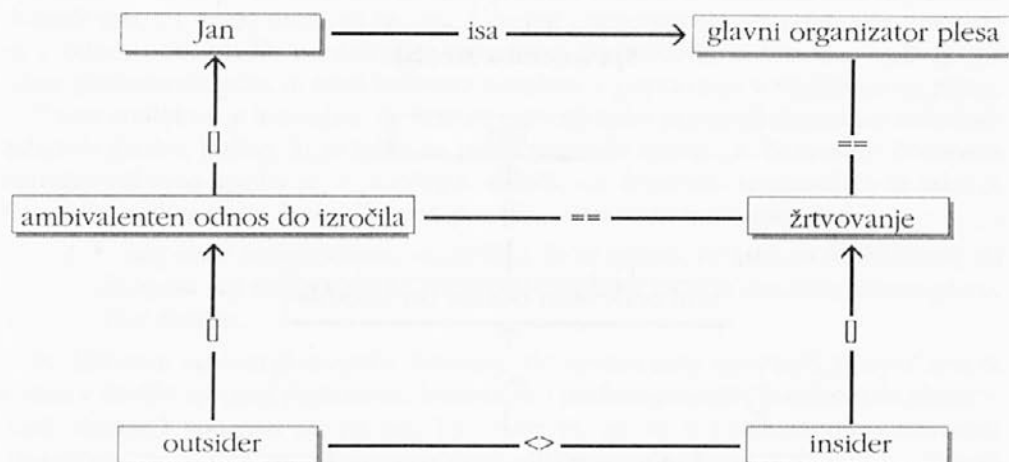 Jan isa glavni organizator plesa
[] ==
ambivalenten odnos do izročila == žrtvovanje
[] []
outsider <> insider